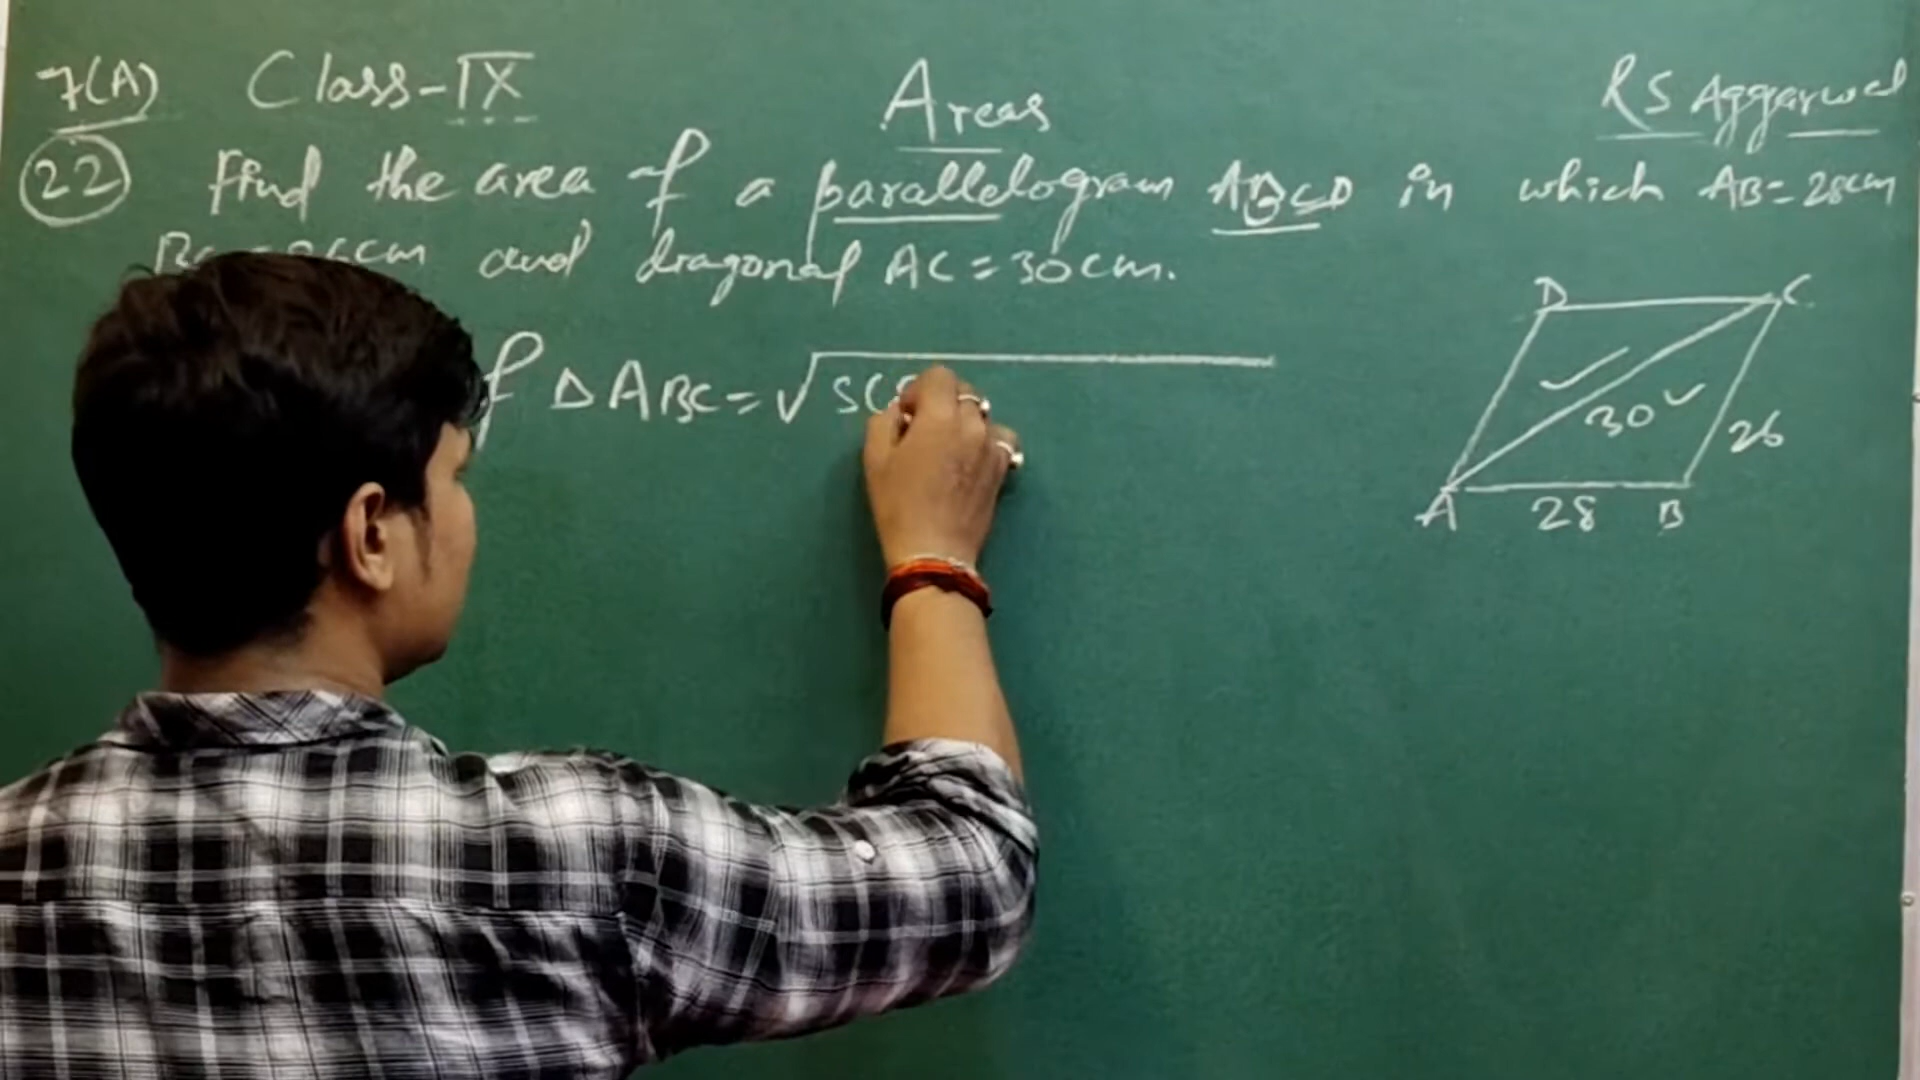 7(A) Class-IX Areas RS Aggarwal
22 Find the area of a parallelogram ABCD in which AB=28cm
cm and diagonal AC=30cm.
f ΔABC=√s(
D C
30
26
A 28 B